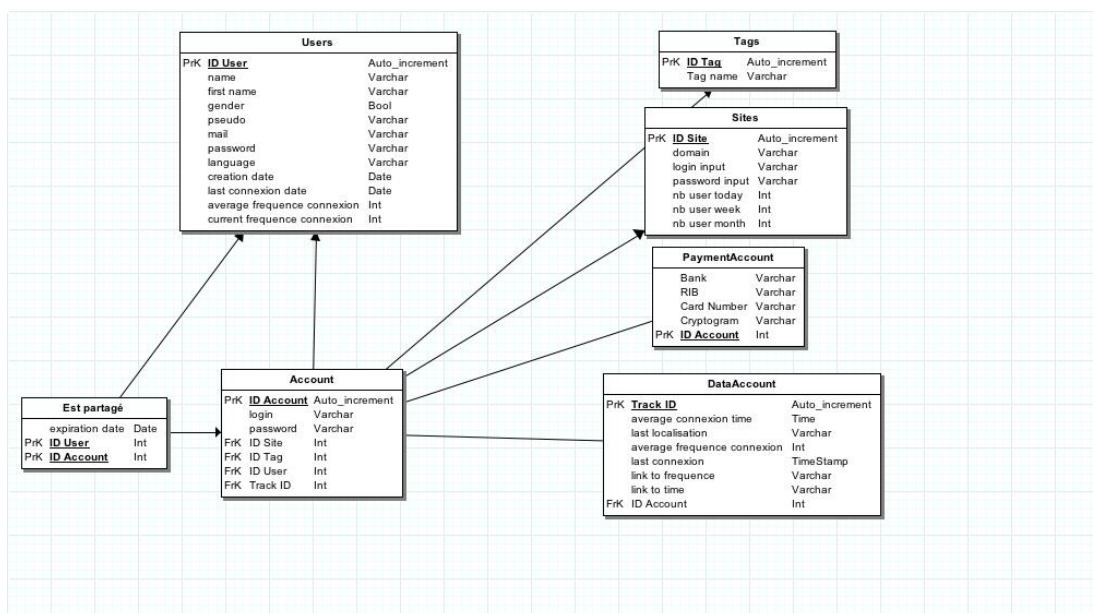 Users
PrK ID User Auto_increment
name Varchar
first name Varchar
gender Bool
pseudo Varchar
mail Varchar
password Varchar
language Varchar
creation date Date
last connexion date Date
average frequence connexion Int
current frequence connexion Int
Tags
PrK ID Tag Auto_increment
Tag name Varchar
Sites
PrK ID Site Auto_increment
domain Varchar
login input Varchar
password input Varchar
nb user today Int
nb user week Int
nb user month Int
PaymentAccount
Bank Varchar
RIB Varchar
Card Number Varchar
Cryptogram Varchar
PrK ID Account Int
Est partagé
expiration date Date
PrK ID User Int
PrK ID Account Int
Account
PrK ID Account Auto_increment
login Varchar
password Varchar
FrK ID Site Int
FrK ID Tag Int
FrK ID User Int
FrK Track ID Int
DataAccount
PrK Track ID Auto_increment
average connexion time Time
last localisation Varchar
average frequence connexion Int
last connexion TimeStamp
link to frequence Varchar
link to time Varchar
FrK ID Account Int